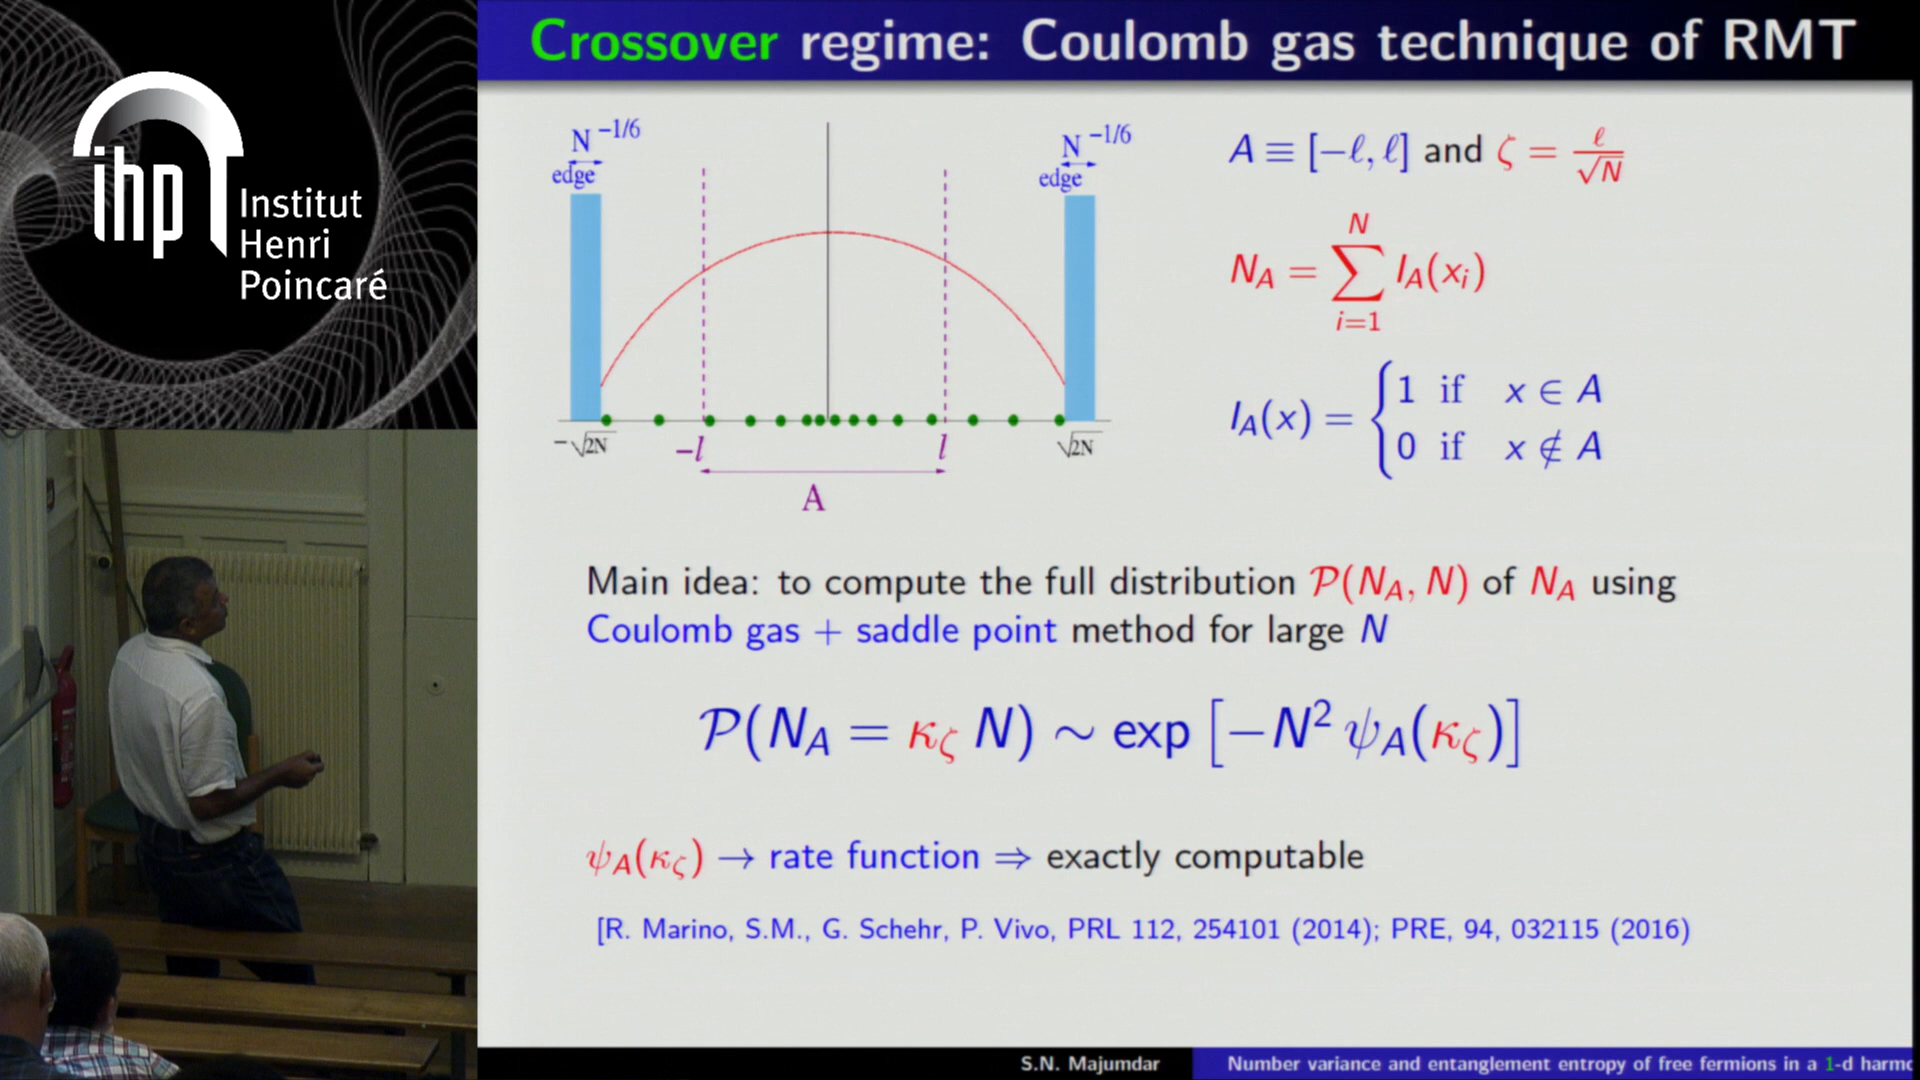 ihp
Institut
Henri
Poincaré
Crossover regime: Coulomb gas technique of RMT
N^{-1/6}
edge
N^{-1/6}
edge
-√2N
-l
l
√2N
A
A ≡ [−ℓ, ℓ] and ζ = ℓ/√N
N_A = ∑_{i=1}^{N} I_A(x_i)
I_A(x) = { 1 if x ∈ A
0 if x ∉ A
Main idea: to compute the full distribution 𝒫(N_A, N) of N_A using
Coulomb gas + saddle point method for large N
𝒫(N_A = κ_ζ N) ∼ exp [−N² ψ_A(κ_ζ)]
ψ_A(κ_ζ) → rate function ⇒ exactly computable
[R. Marino, S.M., G. Schehr, P. Vivo, PRL 112, 254101 (2014); PRE, 94, 032115 (2016)
S.N. Majumdar
Number variance and entanglement entropy of free fermions in a 1-d harmo